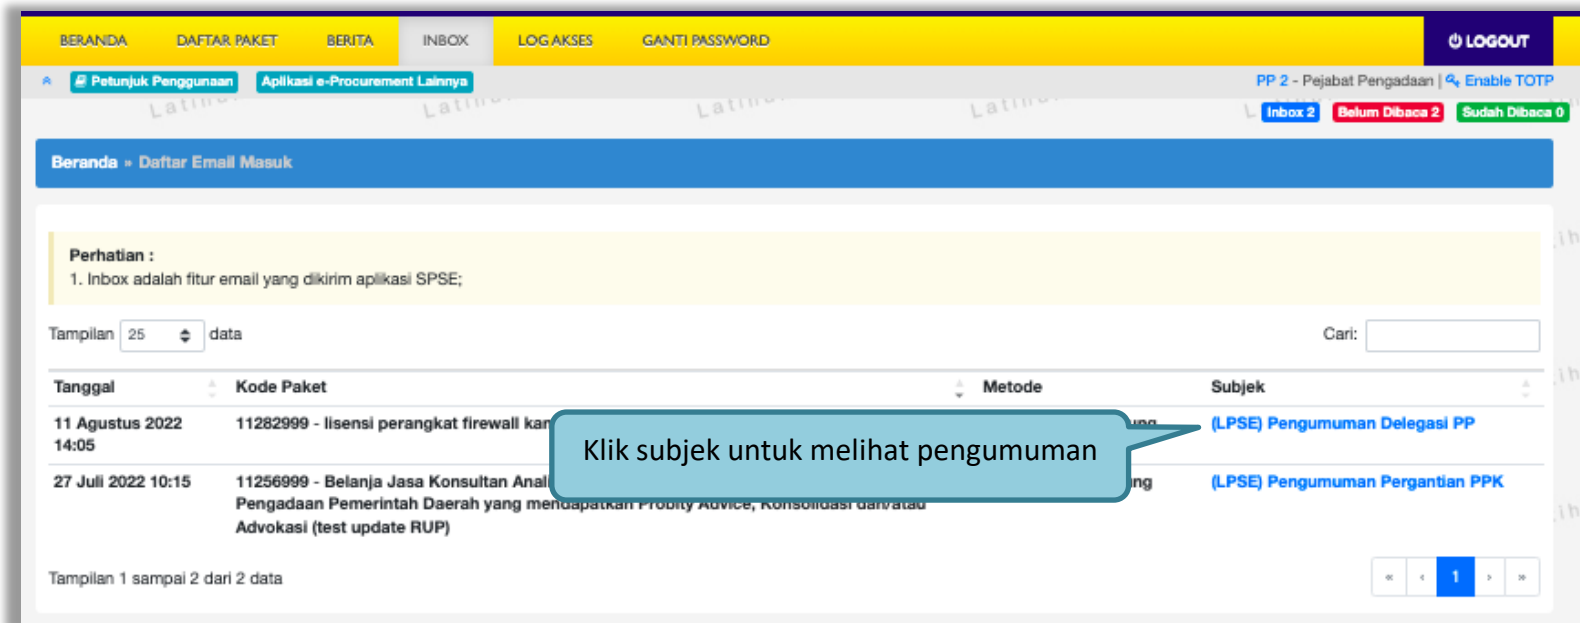 BERANDA DAFTAR PAKET BERITA INBOX LOG AKSES GANTI PASSWORD LOGOUT
Petunjuk Penggunaan Aplikasi e-Procurement Lainnya PP 2 - Pejabat Pengadaan | Enable TOTP
Inbox 2 Belum Dibaca 2 Sudah Dibaca 0
Beranda » Daftar Email Masuk
Perhatian :
1. Inbox adalah fitur email yang dikirim aplikasi SPSE;
Tampilan 25 data Cari:
Tanggal Kode Paket Metode Subjek
11 Agustus 2022 11282999 - lisensi perangkat firewall (LPSE) Pengumuman Delegasi PP
14:05
Klik subjek untuk melihat pengumuman
27 Juli 2022 10:15 11256999 - Belanja Jasa Konsultan (LPSE) Pengumuman Pergantian PPK
Pengadaan Pemerintah Daerah yang mendapatkan Probity Advice, Konsolidasi dan/atau
Advokasi (test update RUP)
Tampilan 1 sampai 2 dari 2 data « ‹ 1 › »